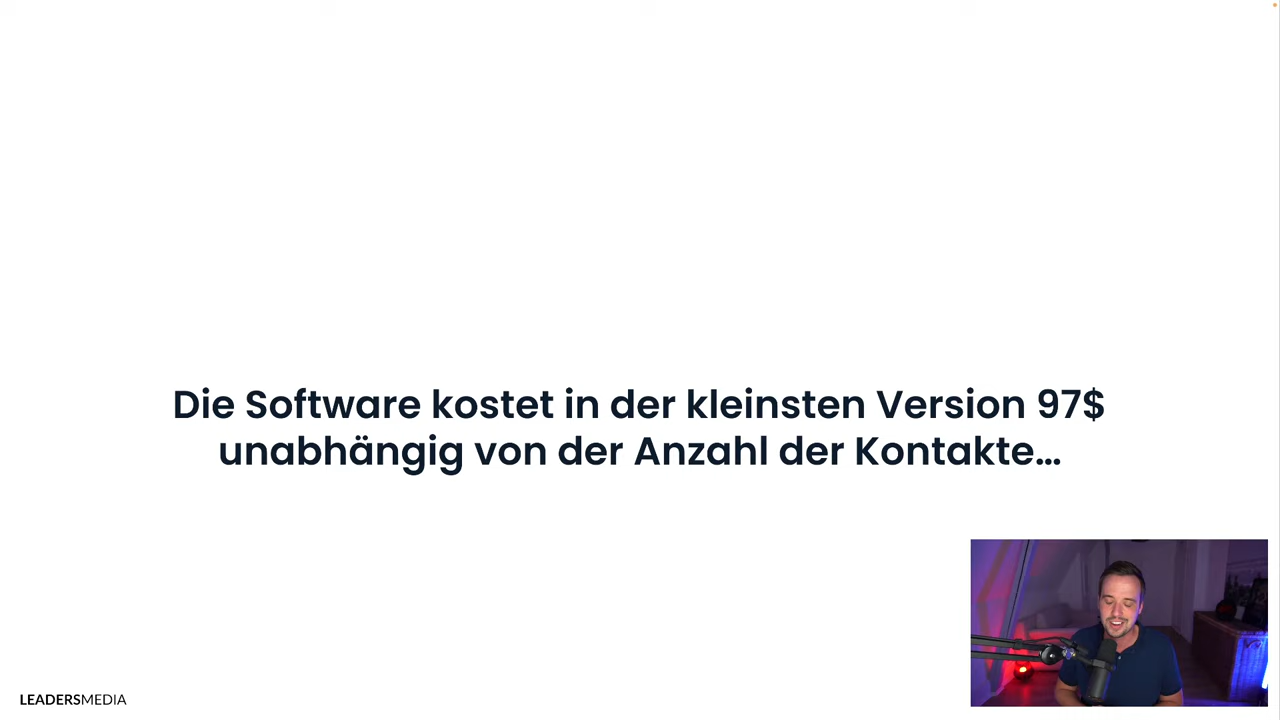 Die Software kostet in der kleinsten Version 97$
unabhängig von der Anzahl der Kontakte...
LEADERSMEDIA